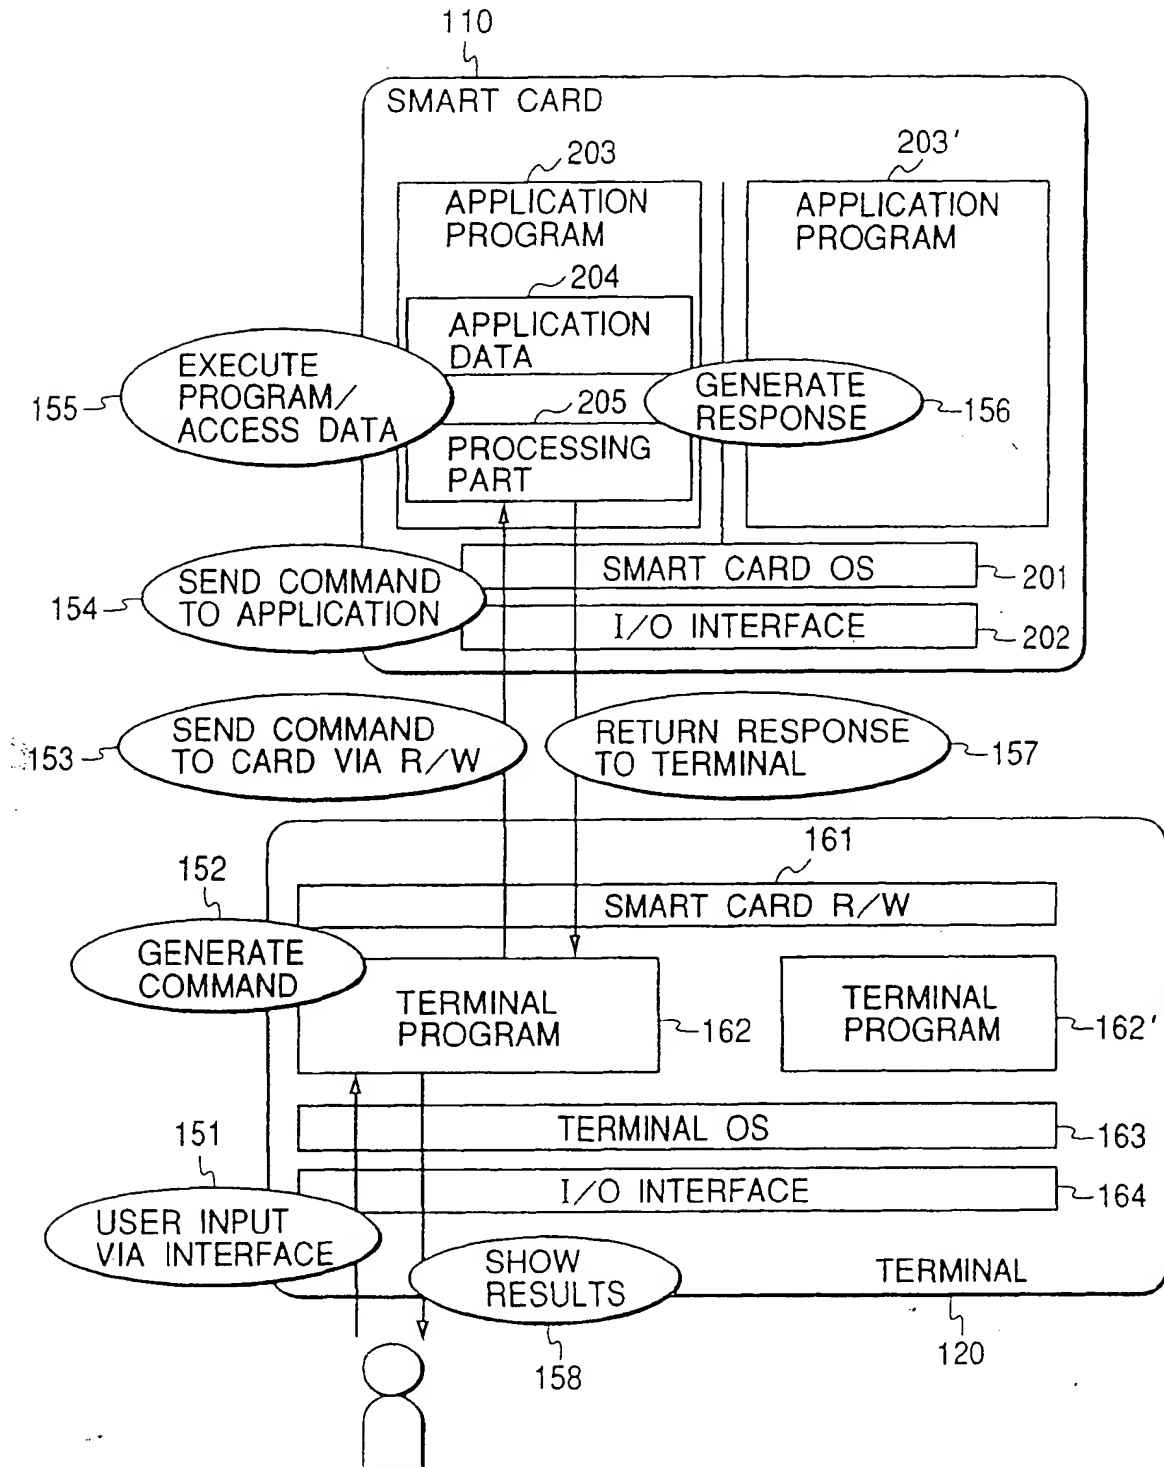 110
SMART CARD
203
203'
APPLICATION
PROGRAM
APPLICATION
PROGRAM
204
APPLICATION
DATA
EXECUTE
PROGRAM/
ACCESS DATA
155
GENERATE
RESPONSE
156
205
PROCESSING
PART
SMART CARD OS
201
SEND COMMAND
TO APPLICATION
154
I/O INTERFACE
202
SEND COMMAND
TO CARD VIA R/W
153
RETURN RESPONSE
TO TERMINAL
157
161
152
SMART CARD R/W
GENERATE
COMMAND
TERMINAL
PROGRAM
162
TERMINAL
PROGRAM
162'
TERMINAL OS
163
151
I/O INTERFACE
164
USER INPUT
VIA INTERFACE
SHOW
RESULTS
TERMINAL
158
120